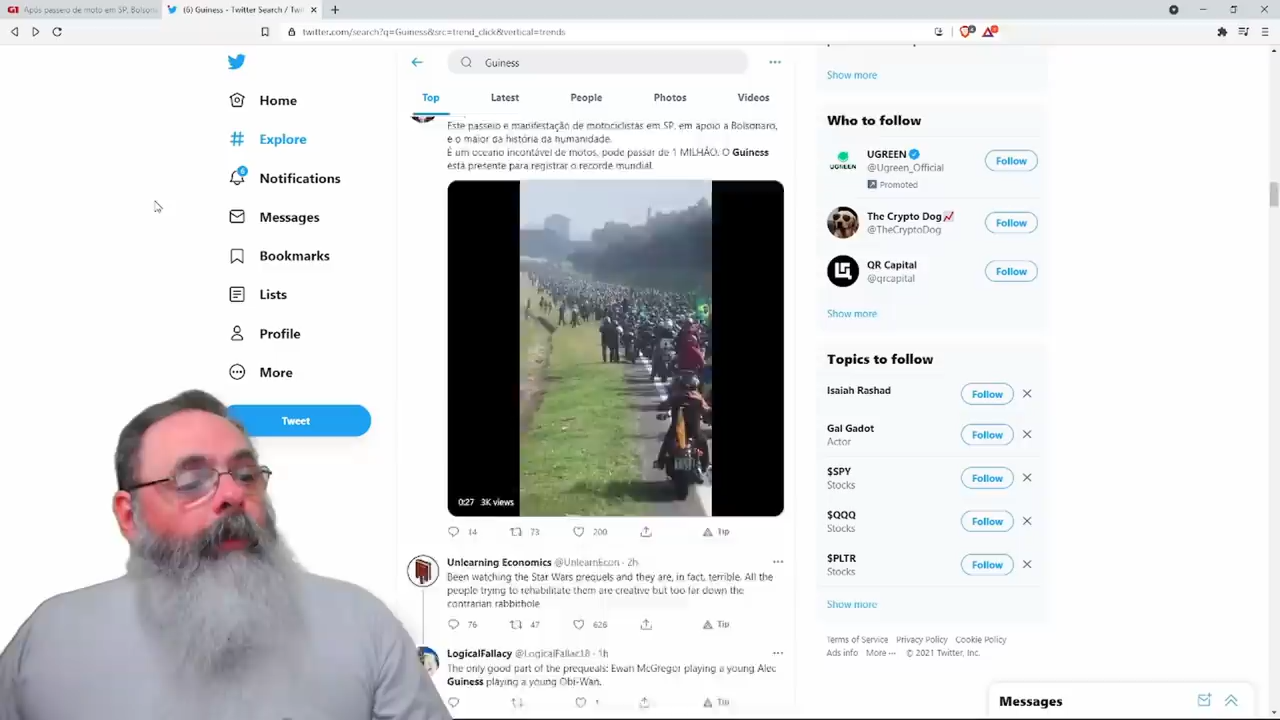 G1 Após passeio de moto em SP, Bolsona
(6) Guiness - Twitter Search / Twi
twitter.com/search?q=Guiness&src=trend_click&vertical=trends
Guiness
Home
Explore
6
Notifications
Messages
Bookmarks
Lists
Profile
More
Tweet
Top
Latest
People
Photos
Videos
Este passeio e manifestação de motociclistas em SP, em apoio a Bolsonaro,
é o maior da história da humanidade.
É um oceano incontável de motos, pode passar de 1 MILHÃO. O Guiness
está presente para registrar o recorde mundial.
0:27 3K views
14
73
200
Tip
Unlearning Economics @UnlearnEcon · 2h
Been watching the Star Wars prequels and they are, in fact, terrible. All the
people trying to rehabilitate them are creative but too far down the
contrarian rabbithole
76
47
626
Tip
LogicalFallacy @LogicalFallac18 · 1h
The only good part of the prequels: Ewan McGregor playing a young Alec
Guiness playing a young Obi-Wan.
1
Tip
Show more
Who to follow
UGREEN
@Ugreen_Official
Promoted
Follow
The Crypto Dog
@TheCryptoDog
Follow
QR Capital
@qrcapital
Follow
Show more
Topics to follow
Isaiah Rashad
Follow
Gal Gadot
Actor
Follow
$SPY
Stocks
Follow
$QQQ
Stocks
Follow
$PLTR
Stocks
Follow
Show more
Terms of Service Privacy Policy Cookie Policy
Ads info More ··· © 2021 Twitter, Inc.
Messages